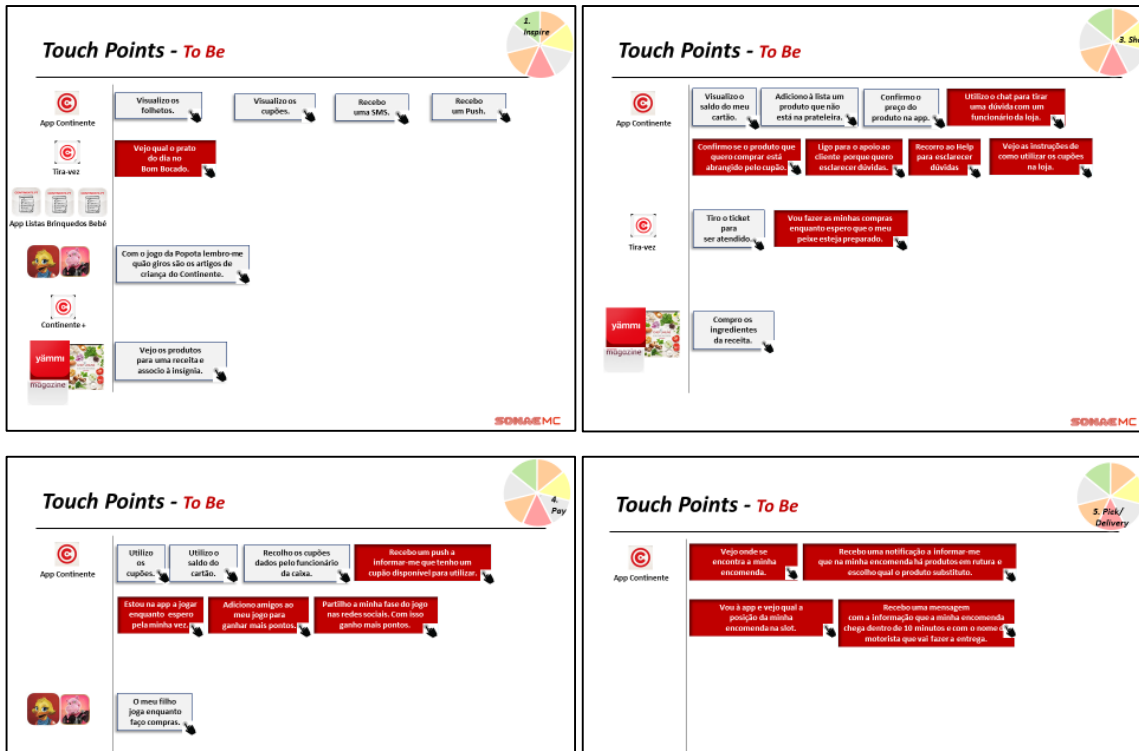 Touch Points - To Be
1.
Inspire
App Continente
Visualizo os
folhetos.
Visualizo os
cupões.
Recebo
uma SMS.
Recebo
um Push.
Tira-vez
Vejo qual o prato
do dia no
Bom Bocado.
App Listas Brinquedos Bebé
Com o jogo da Popota lembro-me
quão giros são os artigos de
criança do Continente.
Continente+
yämmi
magazine
Vejo os produtos
para uma receita e
associo à insígnia.
SONAE MC
Touch Points - To Be
3. Sho
App Continente
Visualizo o
saldo do meu
cartão.
Adiciono à lista um
produto que não
está na prateleira.
Confirmo o
preço do
produto na app.
Utilizo o chat para tirar
uma dúvida com um
funcionário da loja.
Confirmo se o produto que
quero comprar está
abrangido pelo cupão.
Ligo para o apoio ao
cliente porque quero
esclarecer dúvidas.
Recorro ao Help
para esclarecer
dúvidas
Vejo as instruções de
como utilizar os cupões
na loja.
Tira-vez
Tiro o ticket
para
ser atendido.
Vou fazer as minhas compras
enquanto espero que o meu
peixe esteja preparado.
yämmi
magazine
Compro os
ingredientes
da receita.
SONAE MC
Touch Points - To Be
4.
Pay
App Continente
Utilizo
os
cupões.
Utilizo o
saldo do
cartão.
Recolho os cupões
dados pelo funcionário
da caixa.
Recebo um push a
informar-me que tenho um
cupão disponível para utilizar.
Estou na app a jogar
enquanto espero
pela minha vez.
Adiciono amigos ao
meu jogo para
ganhar mais pontos.
Partilho a minha fase do jogo
nas redes sociais. Com isso
ganho mais pontos.
O meu filho
joga enquanto
faço compras.
Touch Points - To Be
5. Pick/
Delivery
App Continente
Vejo onde se
encontra a minha
encomenda.
Recebo uma notificação a informar-me
que na minha encomenda há produtos em rutura e
escolho qual o produto substituto.
Vou à app e vejo qual a
posição da minha
encomenda na slot.
Recebo uma mensagem
com a informação que a minha encomenda
chega dentro de 10 minutos e com o nome d
motorista que vai fazer a entrega.